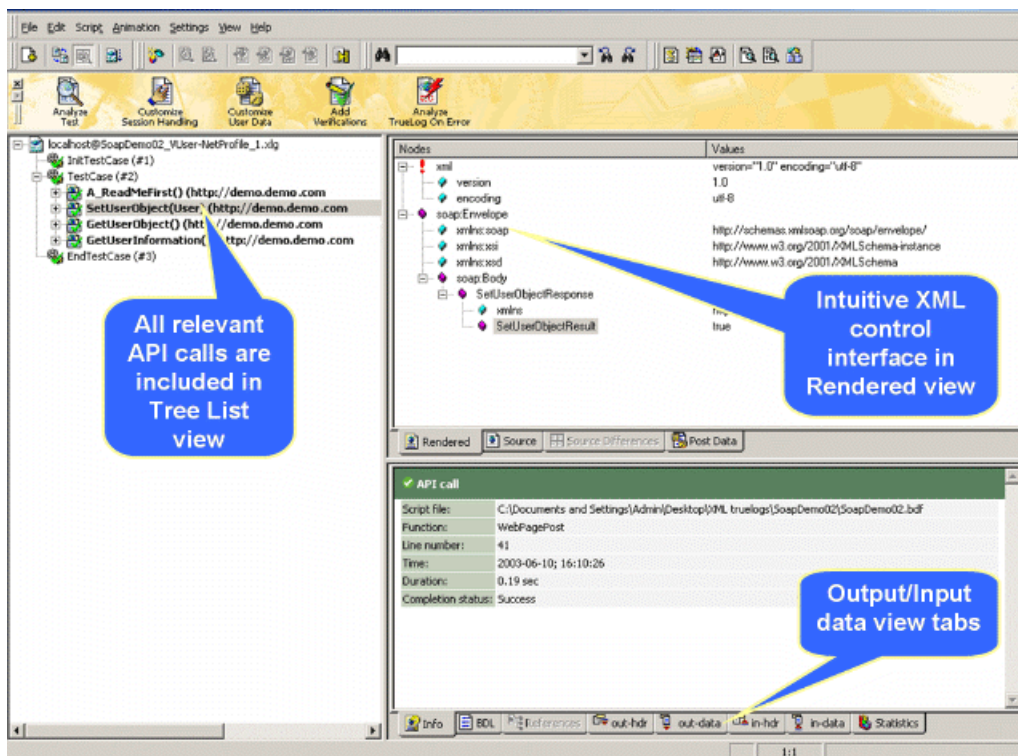 File Edit Script Animation Settings View Help
Analyze Test
Customize Session Handling
Customize User Data
Add Verifications
Analyze TrueLog On Error
localhost@SoapDemo02_VUser-NetProfile_1.xlg
InitTestCase (#1)
TestCase (#2)
A_ReadMeFirst() (http://demo.demo.com
SetUserObject(User) (http://demo.demo.com
GetUserObject() (http://demo.demo.com
GetUserInformation( http://demo.demo.com
EndTestCase (#3)
All relevant
API calls are
included in
Tree List
view
Nodes Values
xml version="1.0" encoding="utf-8"
version 1.0
encoding utf-8
soap:Envelope
xmlns:soap http://schemas.xmlsoap.org/soap/envelope/
xmlns:xsi http://www.w3.org/2001/XMLSchema-instance
xmlns:xsd http://www.w3.org/2001/XMLSchema
soap:Body
SetUserObjectResponse
xmlns
SetUserObjectResult true
Intuitive XML
control
interface in
Rendered view
Rendered Source Source Differences Post Data
API call
Script file: C:\Documents and Settings\Admin\Desktop\XML truelogs\SoapDemo02\SoapDemo02.bdf
Function: WebPagePost
Line number: 41
Time: 2003-06-10; 16:10:26
Duration: 0.19 sec
Completion status: Success
Output/Input
data view tabs
Info BDL References out-hdr out-data in-hdr in-data Statistics
1:1